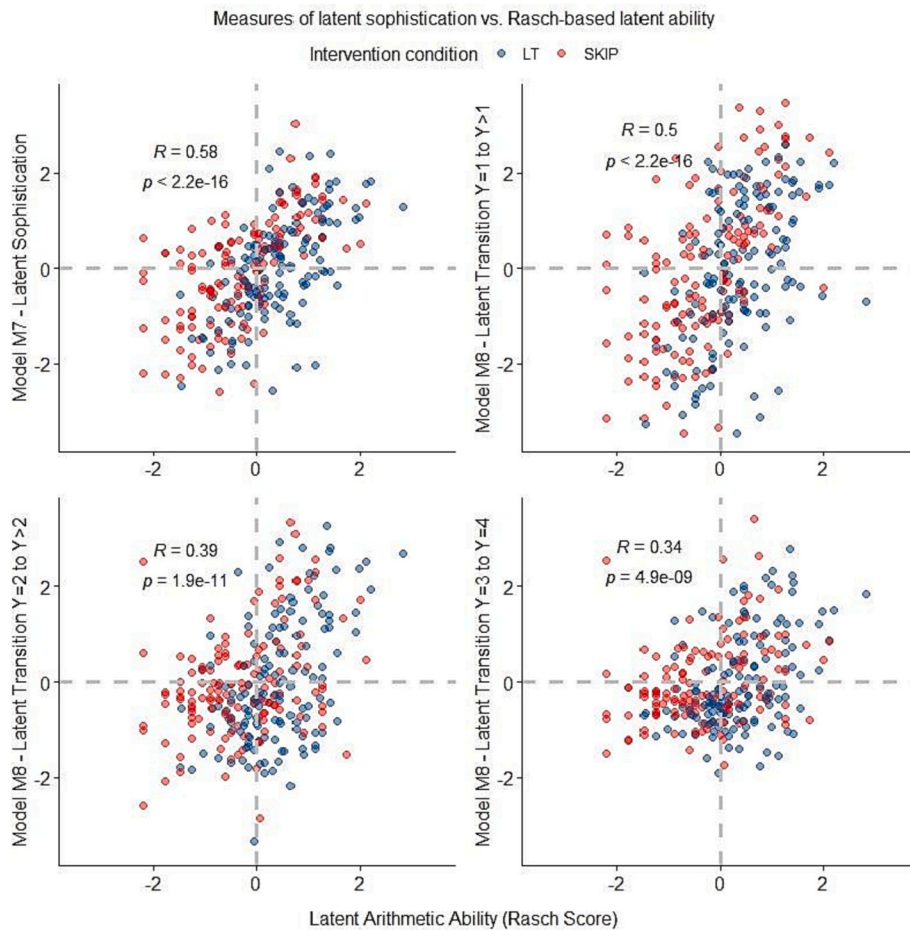 Measures of latent sophistication vs. Rasch-based latent ability
Intervention condition LT SKIP
Model M7 - Latent Sophistication
2
0
-2
R = 0.58
p < 2.2e-16
-2 0 2
Model M8 - Latent Transition Y=1 to Y>1
2
0
-2
R = 0.5
p < 2.2e-16
-2 0 2
Model M8 - Latent Transition Y=2 to Y>2
2
0
-2
R = 0.39
p = 1.9e-11
-2 0 2
Model M8 - Latent Transition Y=3 to Y=4
2
0
-2
R = 0.34
p = 4.9e-09
-2 0 2
Latent Arithmetic Ability (Rasch Score)